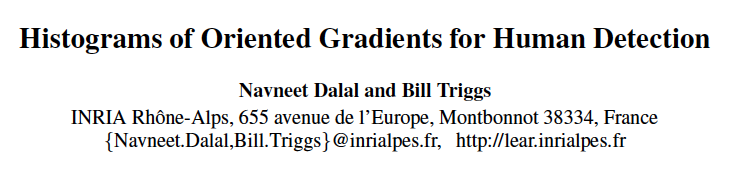 Histograms of Oriented Gradients for Human Detection
Navneet Dalal and Bill Triggs
INRIA Rhône-Alps, 655 avenue de l'Europe, Montbonnot 38334, France
{Navneet.Dalal,Bill.Triggs}@inrialpes.fr, http://lear.inrialpes.fr